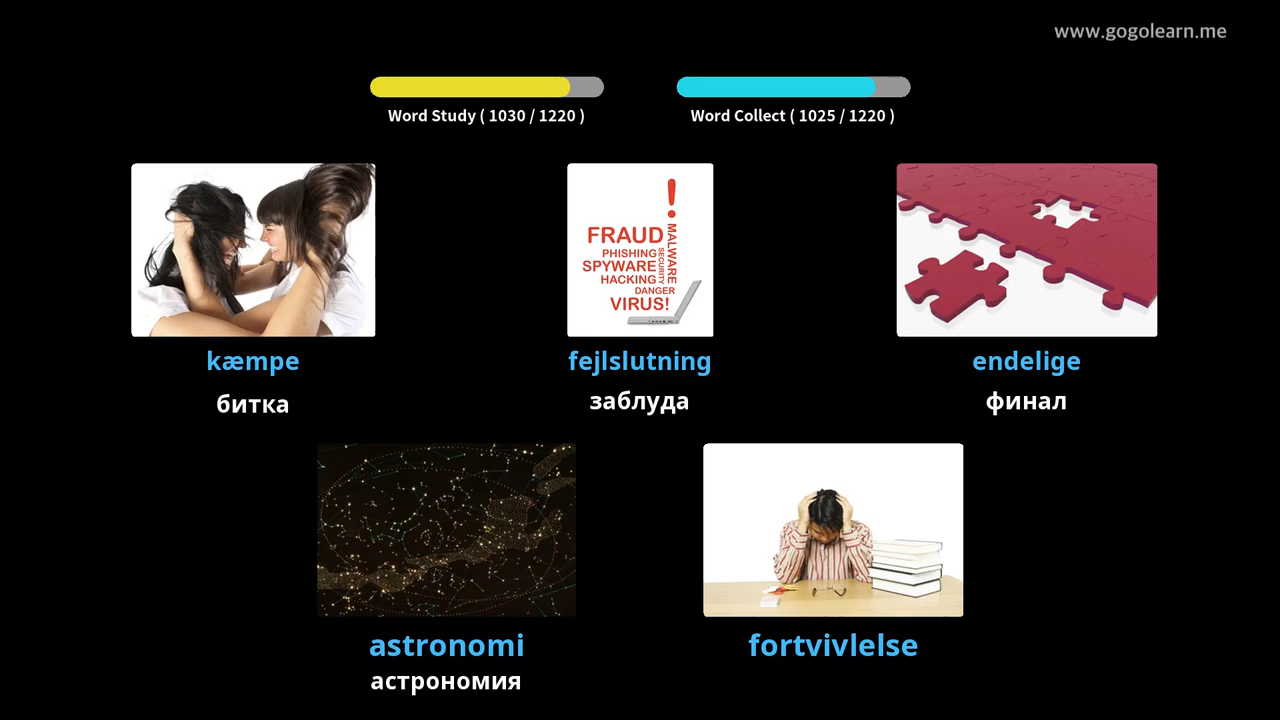 www.gogolearn.me
Word Study ( 1030 / 1220 )
Word Collect ( 1025 / 1220 )
!
FRAUD
PHISHING
SPYWARE
HACKING
DANGER
VIRUS!
SECURITY
MALWARE
kæmpe
fejlslutning
endelige
битка
заблуда
финал
astronomi
fortvivlelse
астрономия